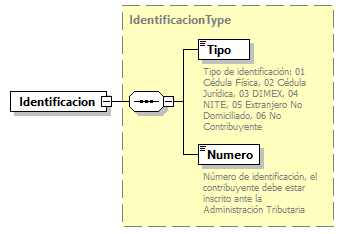 IdentificacionType
Tipo
Tipo de identificación: 01
Cédula Física, 02 Cédula
Jurídica, 03 DIMEX, 04
NITE, 05 Extranjero No
Domiciliado, 06 No
Contribuyente
Identificacion
Numero
Número de identificación, el
contribuyente debe estar
inscrito ante la
Administración Tributaria